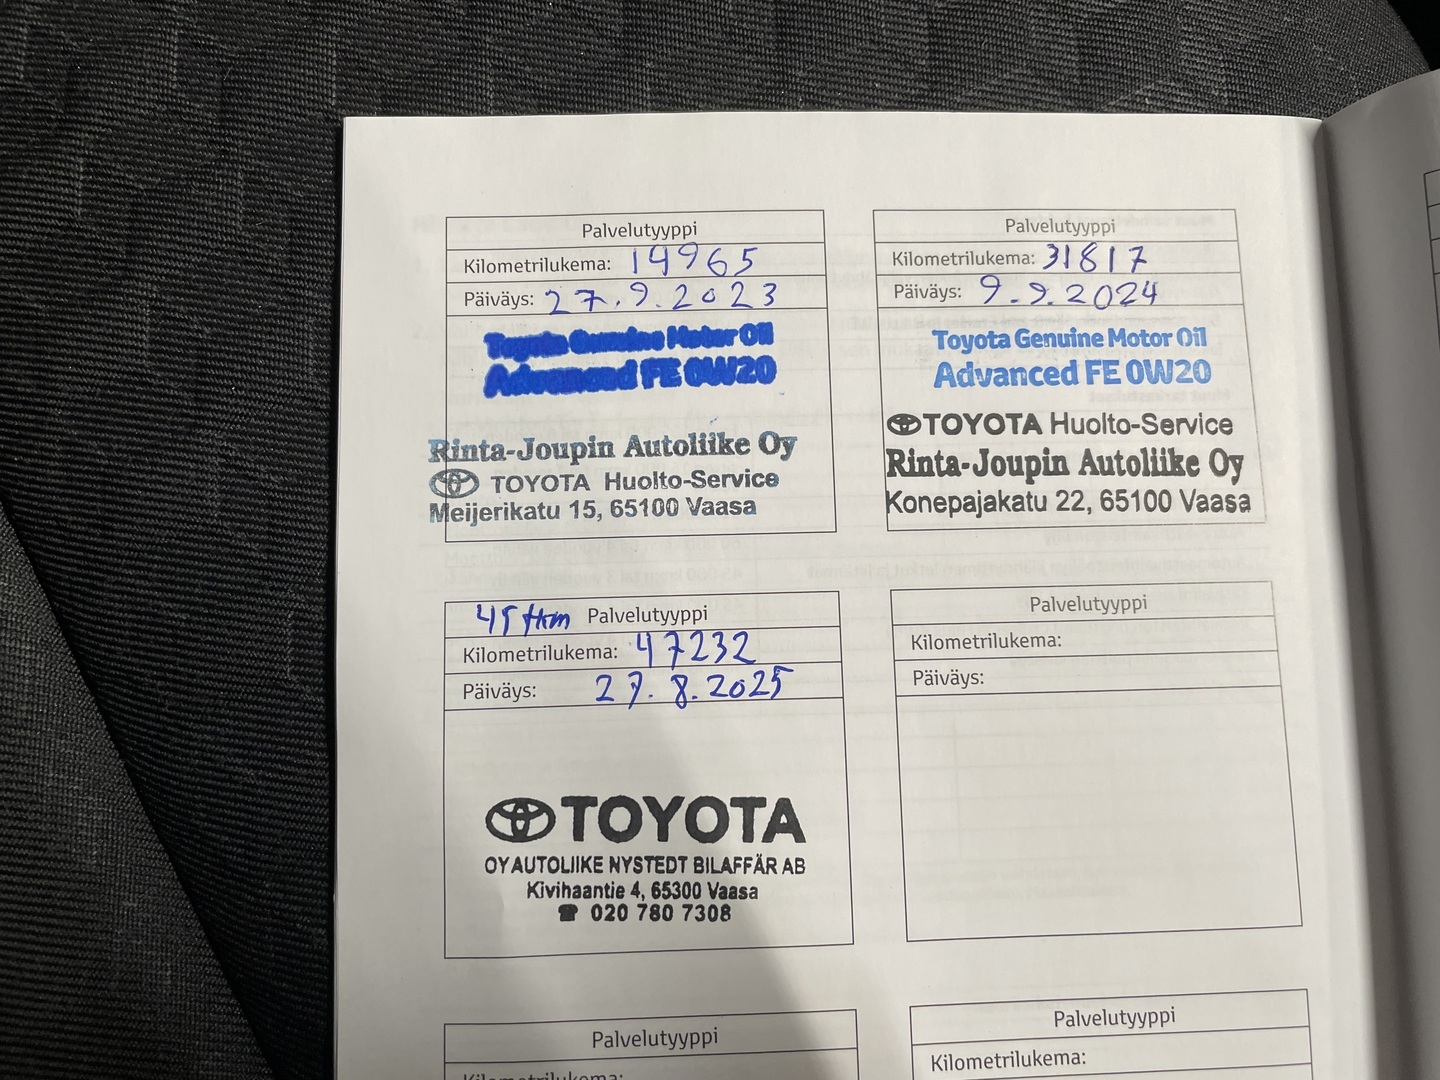 Palvelutyyppi
Kilometrilukema: 14965
Päiväys: 27.9.2023
Toyota Genuine Motor Oil
Advanced FE 0W20
Rinta-Joupin Autoliike Oy
TOYOTA Huolto-Service
Meijerikatu 15, 65100 Vaasa
Palvelutyyppi
Kilometrilukema: 31817
Päiväys: 9.9.2024
Toyota Genuine Motor Oil
Advanced FE 0W20
TOYOTA Huolto-Service
Rinta-Joupin Autoliike Oy
Konepajakatu 22, 65100 Vaasa
45 tkm Palvelutyyppi
Kilometrilukema: 47232
Päiväys: 27.8.2025
TOYOTA
OY AUTOLIIKE NYSTEDT BILAFFÄR AB
Kivihaantie 4, 65300 Vaasa
☎ 020 780 7308
Palvelutyyppi
Kilometrilukema:
Päiväys:
Palvelutyyppi
Kilometrilukema:
Palvelutyyppi
Kilometrilukema: